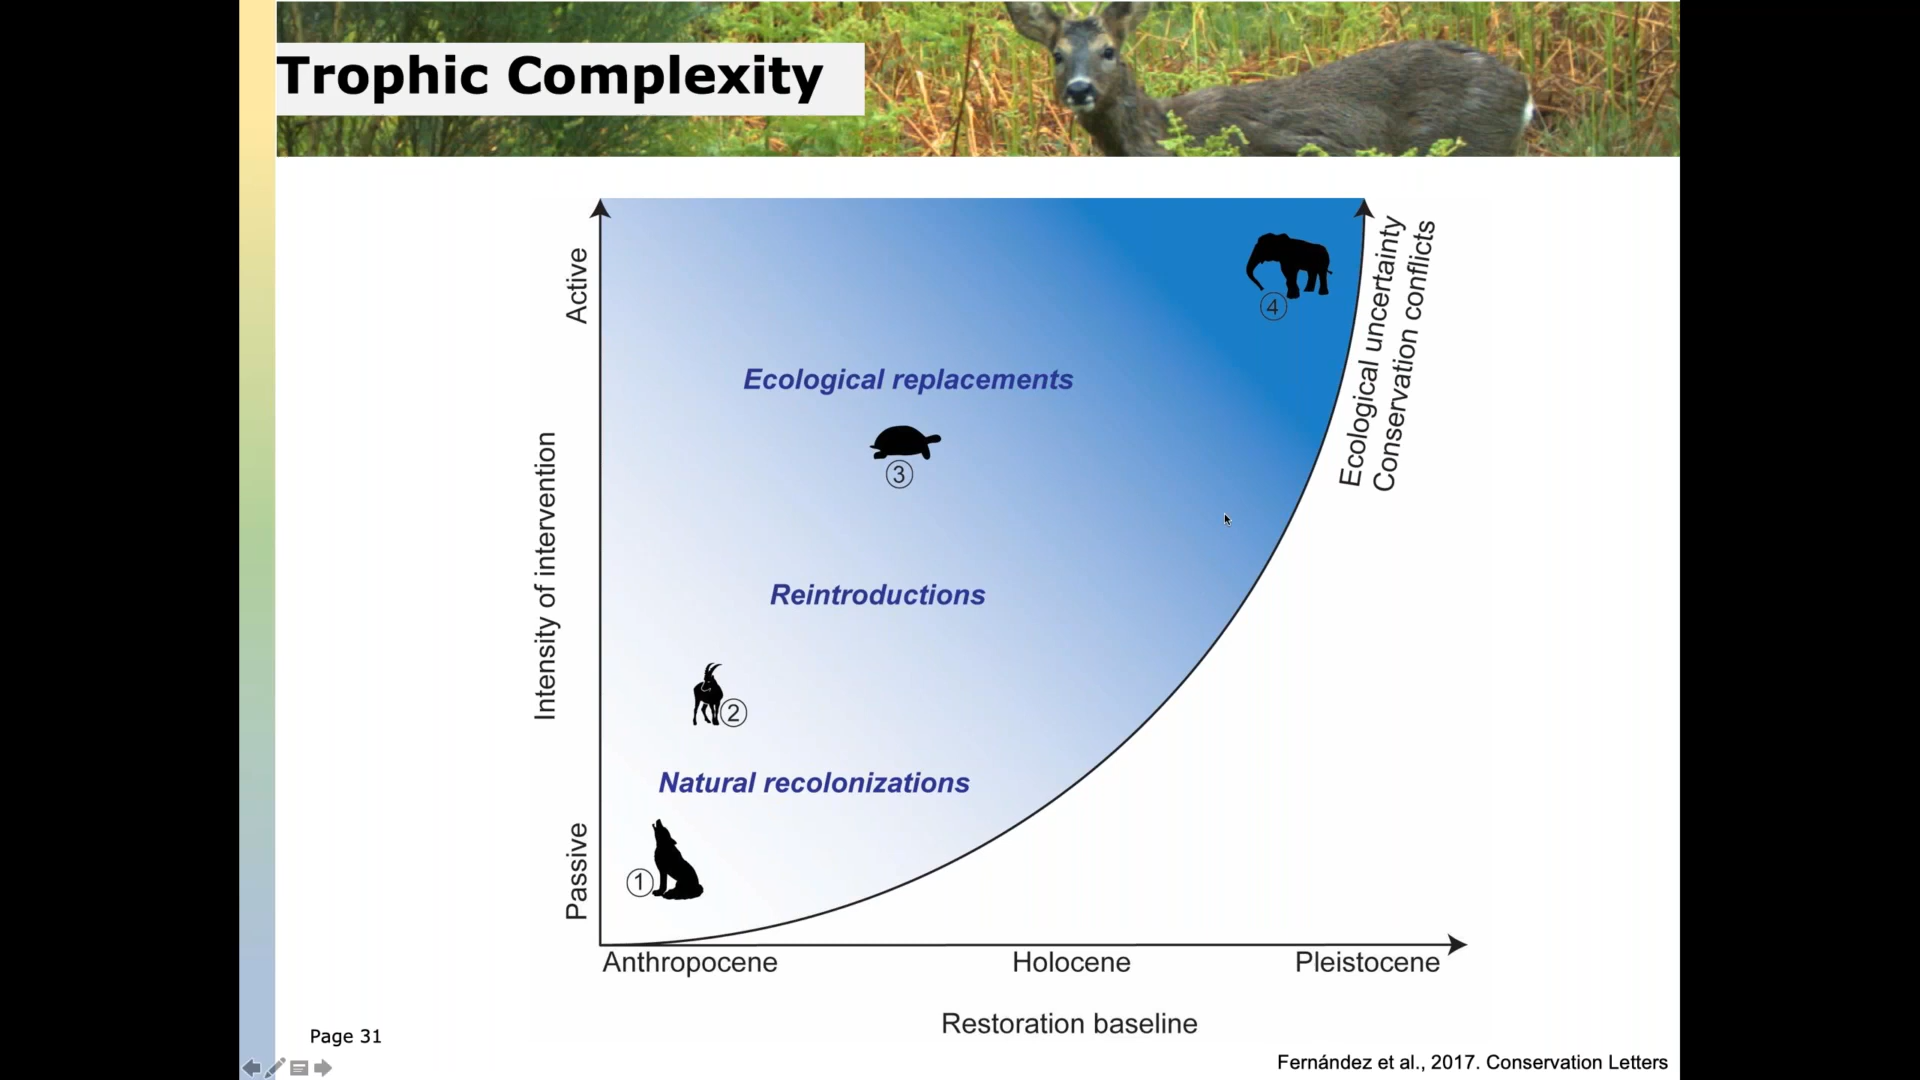 Trophic Complexity
Active
Intensity of intervention
Passive
Ecological uncertainty
Conservation conflicts
4
Ecological replacements
3
Reintroductions
2
Natural recolonizations
1
Anthropocene
Holocene
Pleistocene
Restoration baseline
Page 31
Fernández et al., 2017. Conservation Letters